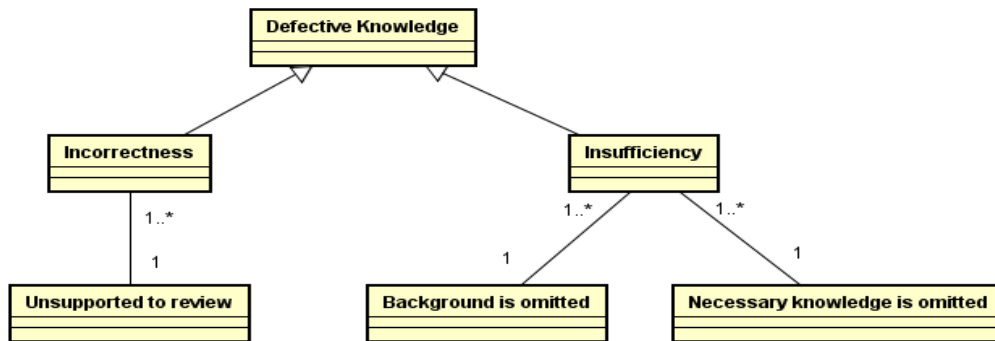 Defective Knowledge
Incorrectness
Insufficiency
1..*
1..*
1..*
1
1
1
Unsupported to review
Background is omitted
Necessary knowledge is omitted